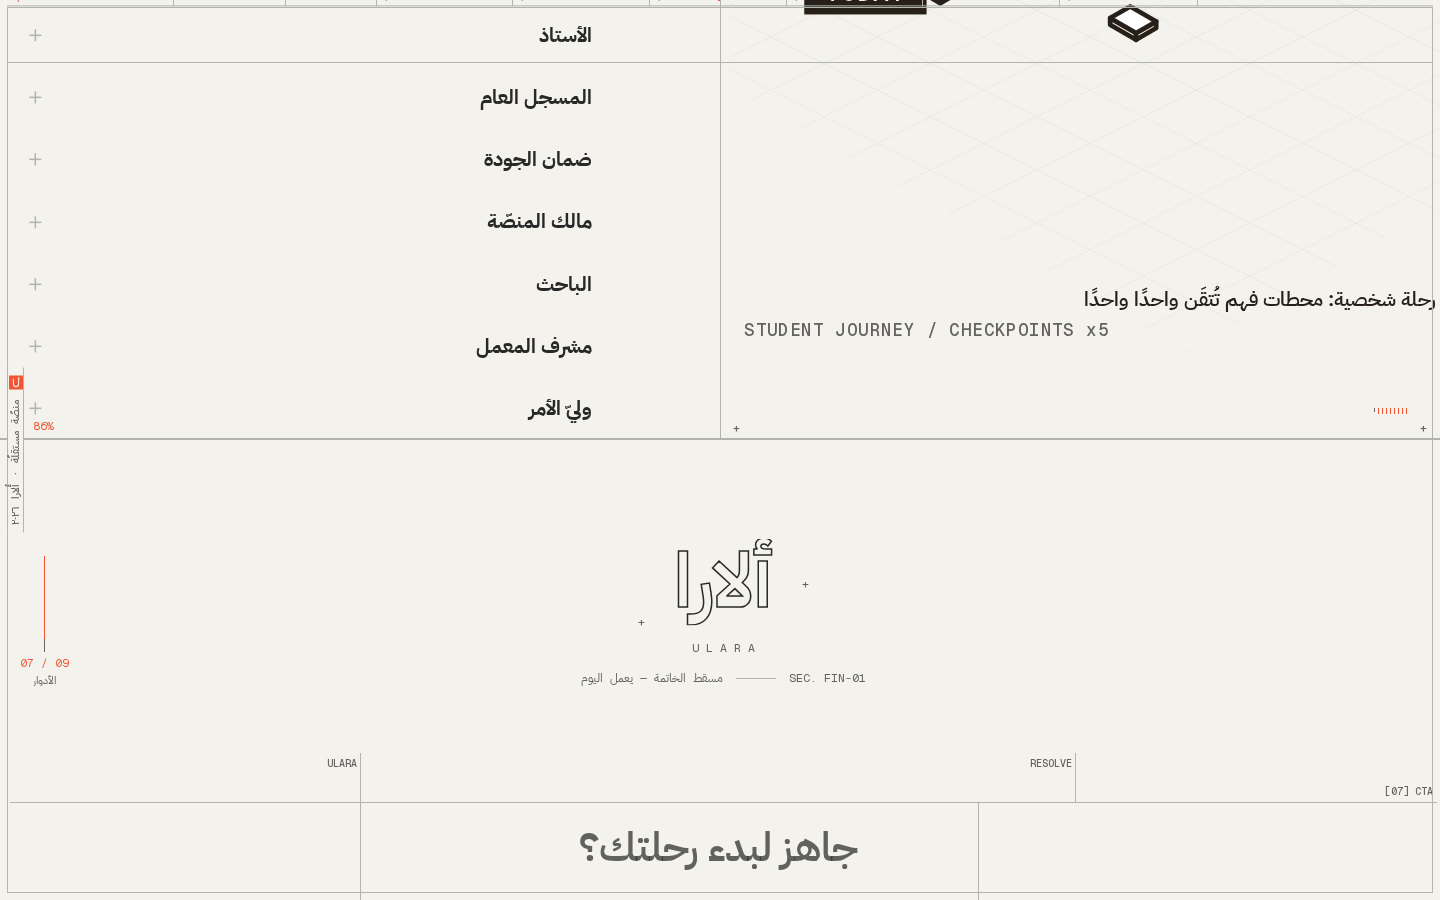 الأستاذ
المسجل العام
ضمان الجودة
مالك المنصّة
الباحث
مشرف المعمل
وليّ الأمر
رحلة شخصية: محطات فهم تُتقَن واحدًا واحدًا
STUDENT JOURNEY / CHECKPOINTS x5
86%
منصّة مستقلّة · ألارا ٢٠٢٦
07 / 09
الأدوار
ألارا
ULARA
مسقط الخاتمة — يعمل اليوم
SEC. FIN-01
ULARA
RESOLVE
[07] CTA
جاهز لبدء رحلتك؟